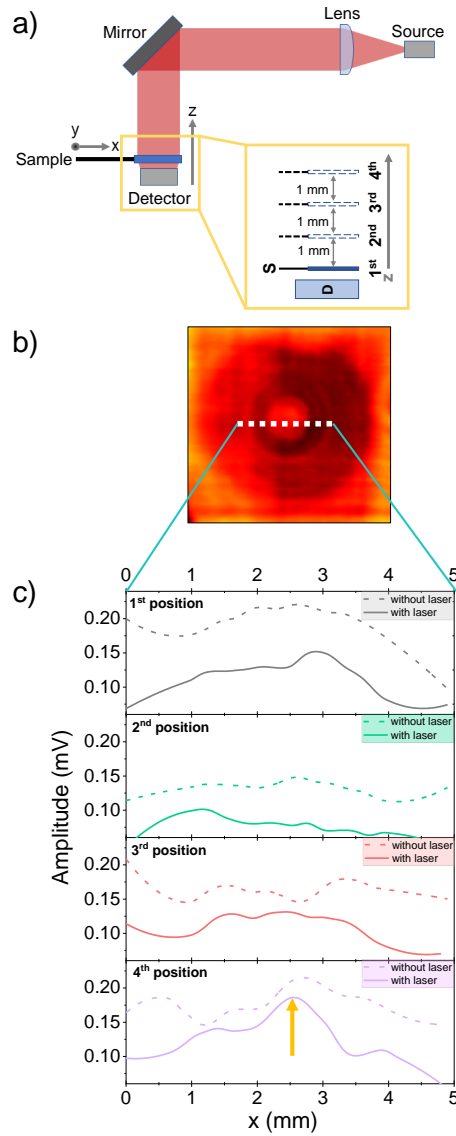 a)
Mirror
Lens
Source
z
y
x
Sample
Detector
4th
1 mm
3rd
1 mm
2nd
1 mm
S
1st
D
z
b)
0 1 2 3 4 5
c)
1st position
without laser
with laser
0.20
0.15
0.10
2nd position
without laser
with laser
0.20
0.15
0.10
Amplitude (mV)
3rd position
without laser
with laser
0.20
0.15
0.10
4th position
without laser
with laser
0.20
0.15
0.10
0 1 2 3 4 5
x (mm)